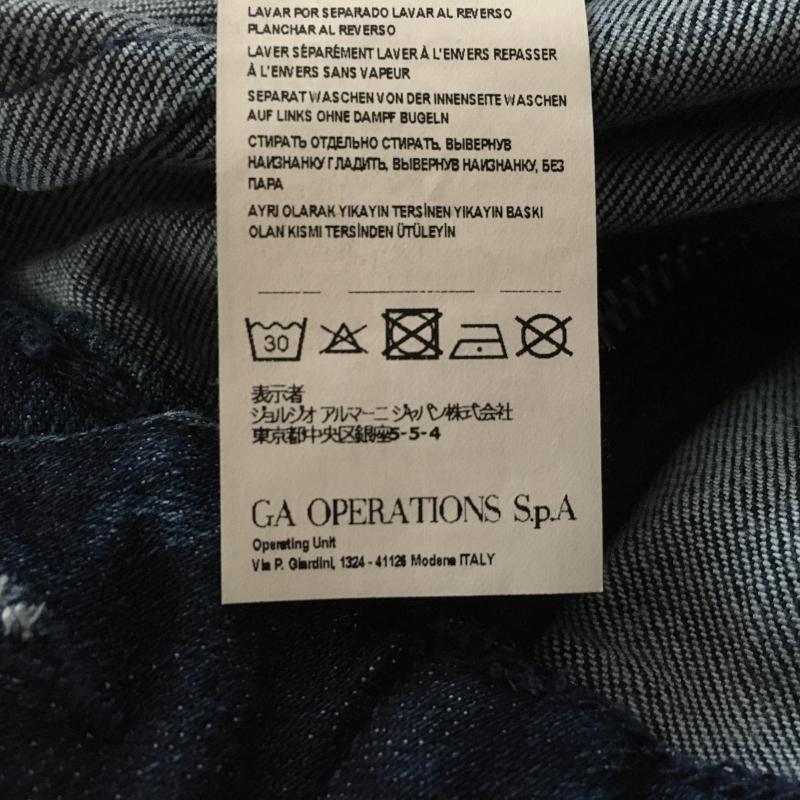 LAVAR POR SEPARADO LAVAR AL REVERSO
PLANCHAR AL REVERSO
LAVER SÉPARÉMENT LAVER À L'ENVERS REPASSER
À L'ENVERS SANS VAPEUR
SEPARAT WASCHEN VON DER INNENSEITE WASCHEN
AUF LINKS OHNE DAMPF BUGELN
СТИРАТЬ ОТДЕЛЬНО СТИРАТЬ, ВЫВЕРНУВ
НАИЗНАНКУ ГЛАДИТЬ, ВЫВЕРНУВ НАИЗНАНКУ, БЕЗ
ПАРА
AYRI OLARAK YIKAYIN TERSİNEN YIKAYIN BASKI
OLAN KISMI TERSİNDEN ÜTÜLEYİN
30
表示者
ジョルジオ アルマーニ ジャパン株式会社
東京都中央区銀座5-5-4
GA OPERATIONS S.p.A
Operating Unit
Via P. Giardini, 1324 - 41126 Modena ITALY